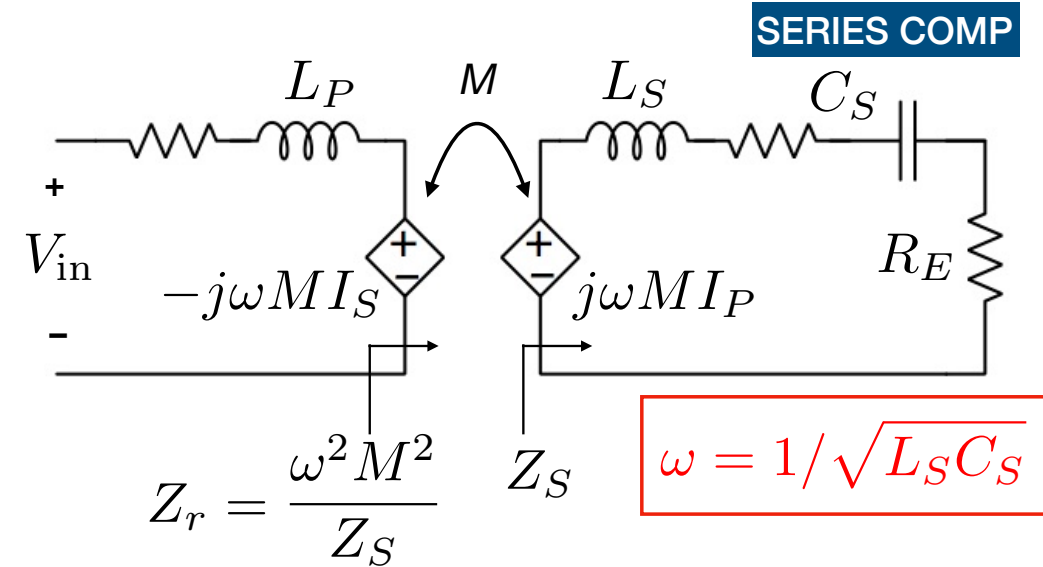 SERIES COMP
L_P
M
L_S
C_S
+
V_in
−
+
−
−jωMI_S
+
−
jωMI_P
R_E
Z_r = ω²M² / Z_S
Z_S
ω = 1/√(L_S C_S)